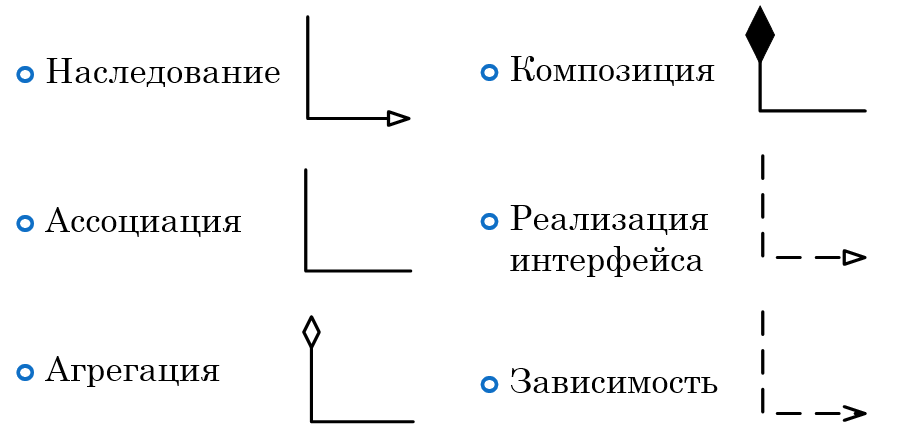 Наследование
Ассоциация
Агрегация
Композиция
Реализация
интерфейса
Зависимость